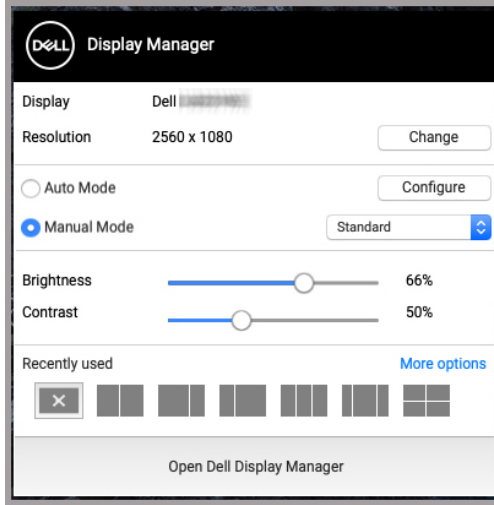 DELL Display Manager
Display Dell
Resolution 2560 x 1080 Change
Auto Mode Configure
Manual Mode Standard
Brightness 66%
Contrast 50%
Recently used More options
Open Dell Display Manager